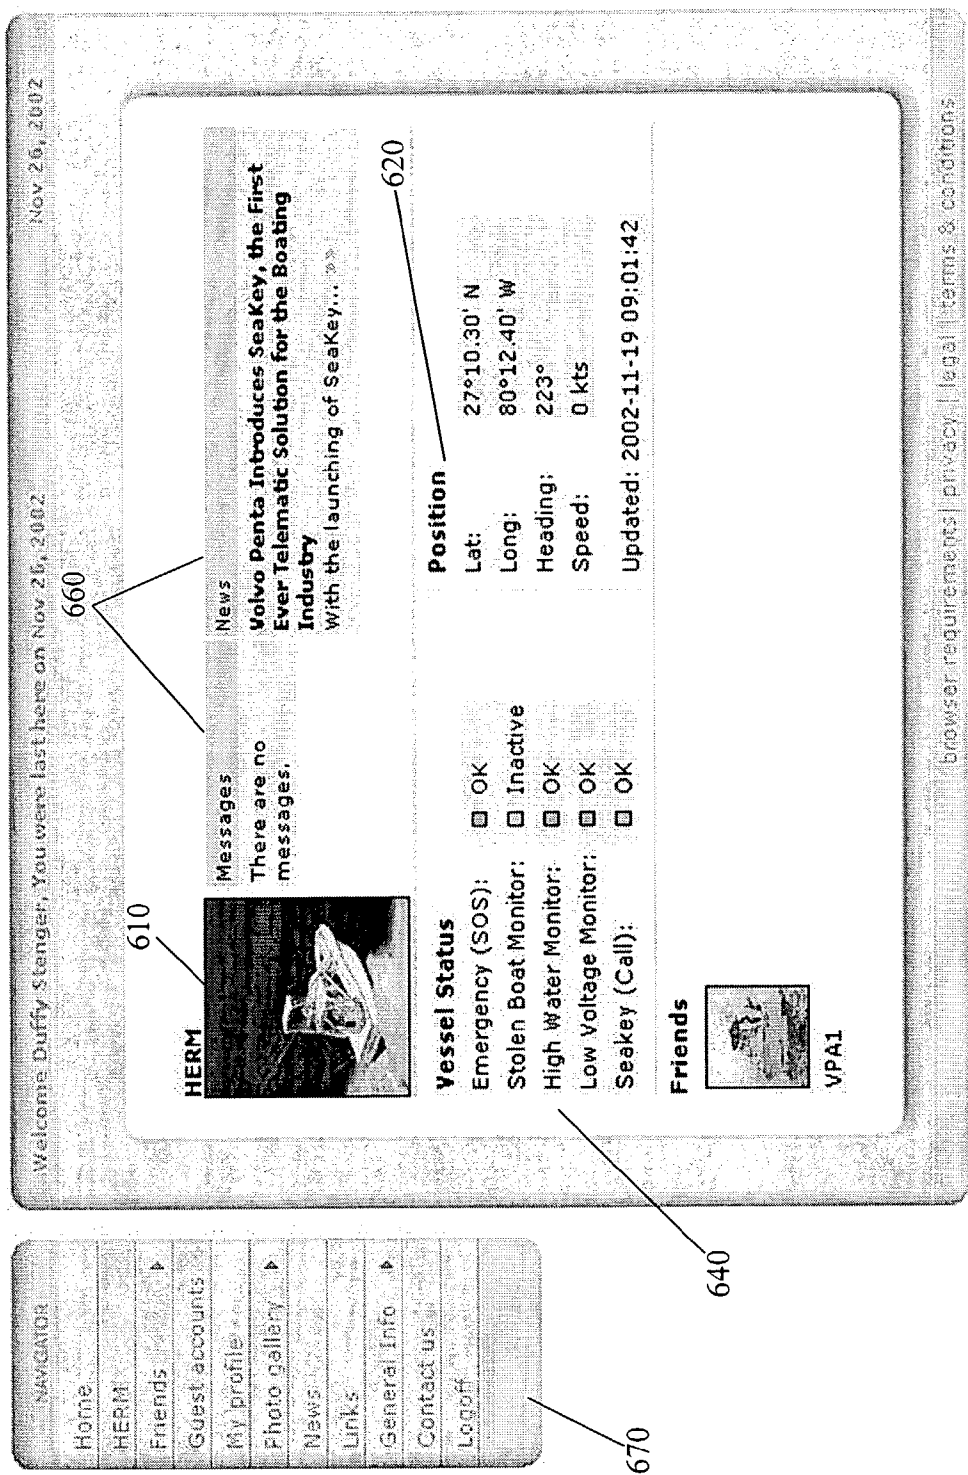 NAVIGATOR
Home
HERM
Friends
Guest accounts
My profile
Photo gallery
News
Links
General Info
Contact us
Logoff
670
Welcome Duffy Stenger, You were last here on Nov 26, 2002
Nov 26, 2002
610
660
HERM
Messages
There are no
messages.
News
Volvo Penta Introduces SeaKey, the First
Ever Telematic Solution for the Boating
Industry
With the launching of SeaKey... »»
620
Vessel Status
Emergency (SOS): OK
Stolen Boat Monitor: Inactive
High Water Monitor: OK
Low Voltage Monitor: OK
Seakey (Call): OK
640
Position
Lat: 27°10.30' N
Long: 80°12.40' W
Heading: 223°
Speed: 0 kts
Updated: 2002-11-19 09:01:42
Friends
VPA1
browser requirements| privacy | legal | terms & conditions